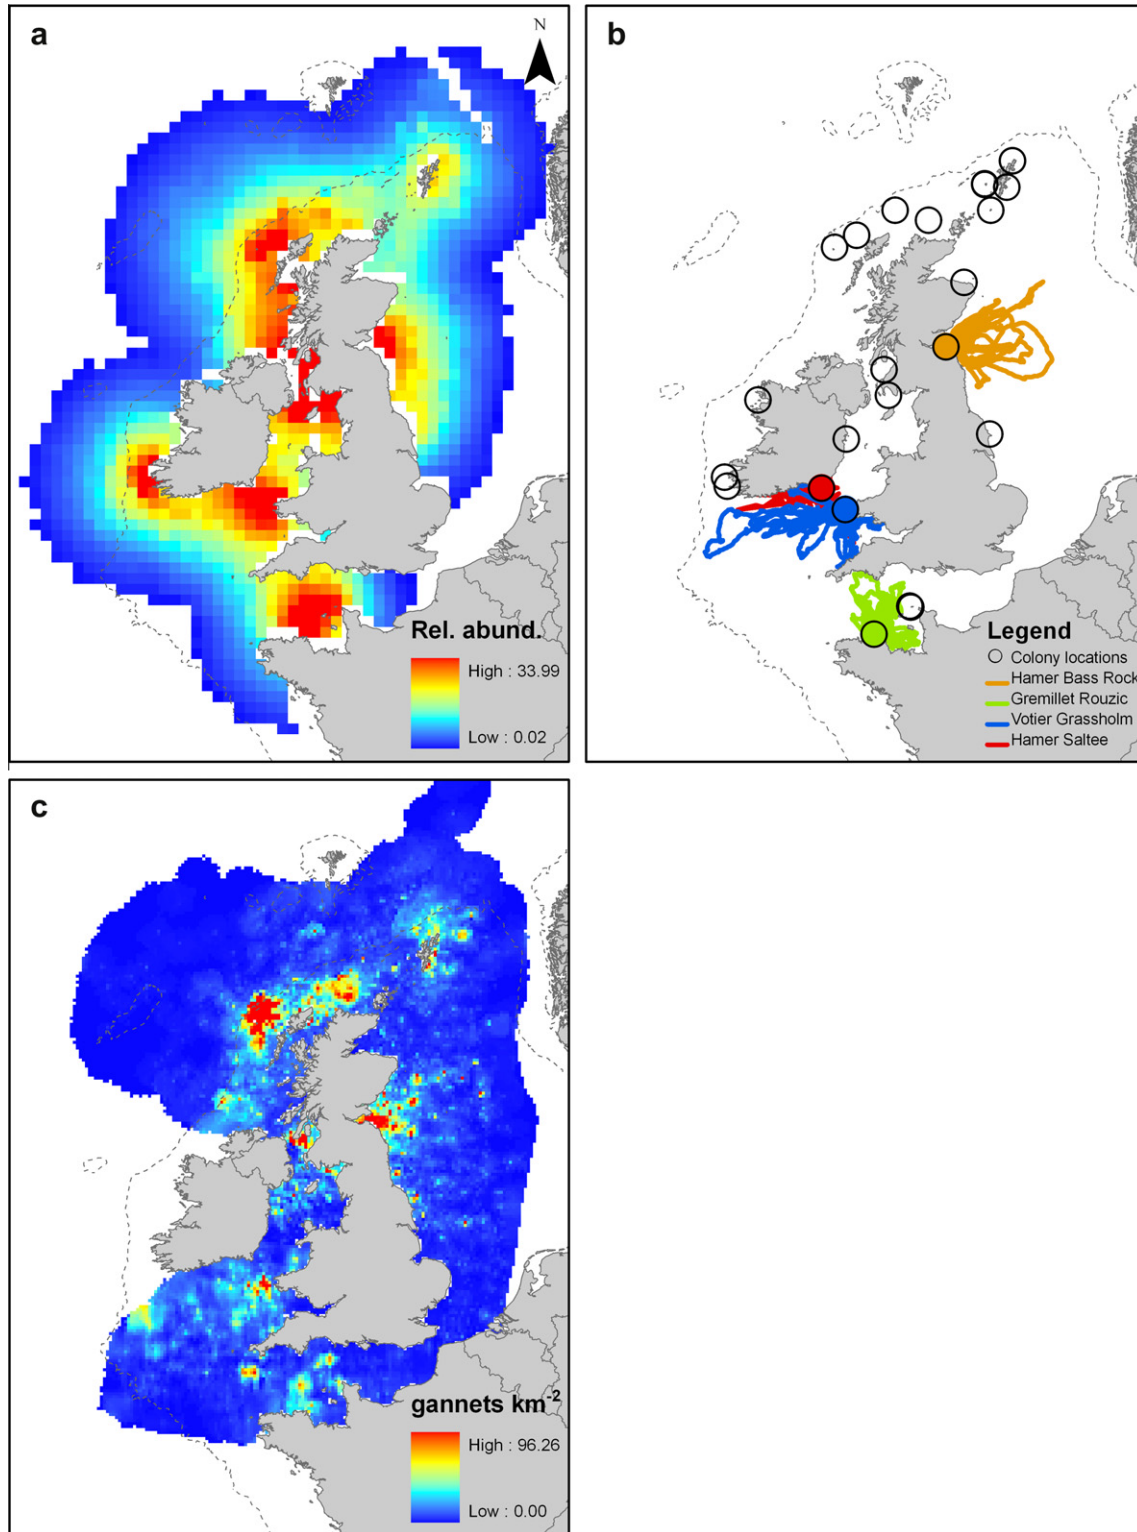 a
N
Rel. abund.
High : 33.99
Low : 0.02
b
Legend
Colony locations
Hamer Bass Rock
Gremillet Rouzic
Votier Grassholm
Hamer Saltee
c
gannets km-2
High : 96.26
Low : 0.00